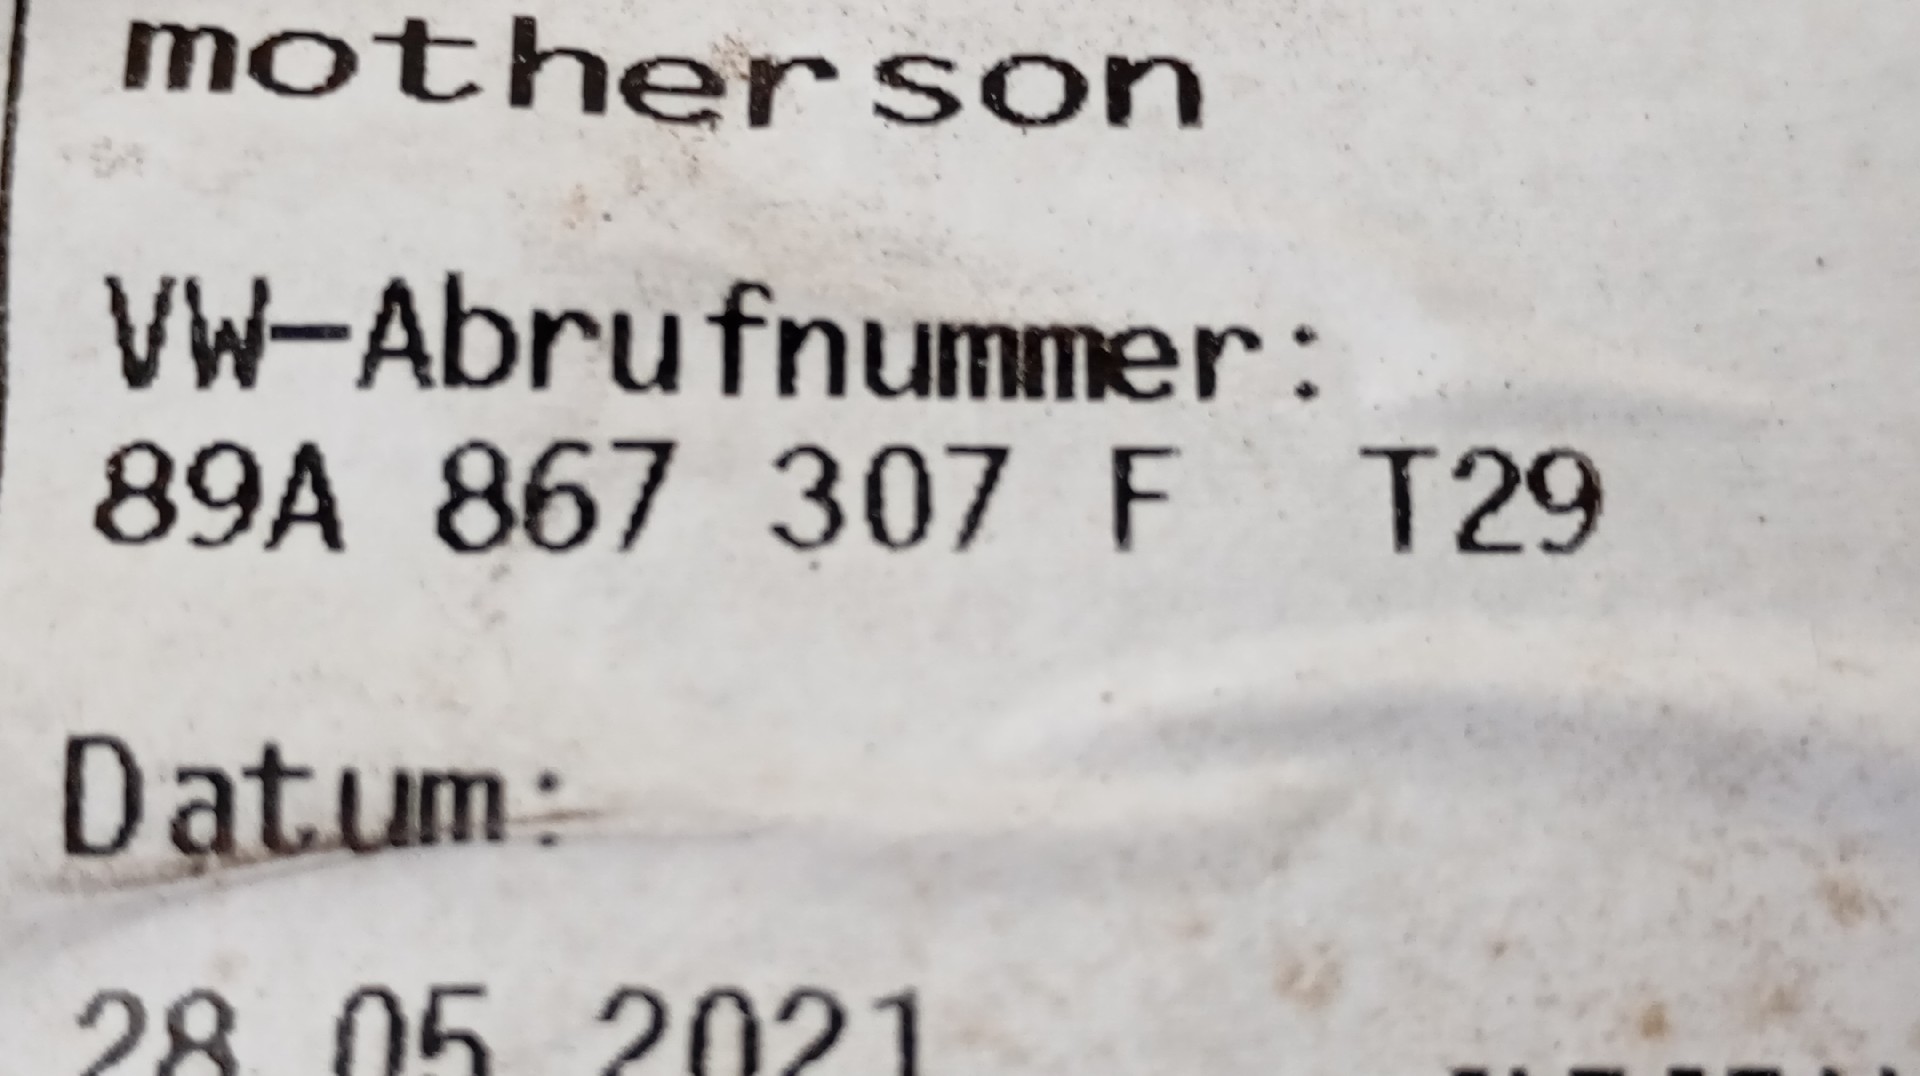 motherson
VW-Abrufnummer:
89A 867 307 F T29
Datum:
28 05 2021